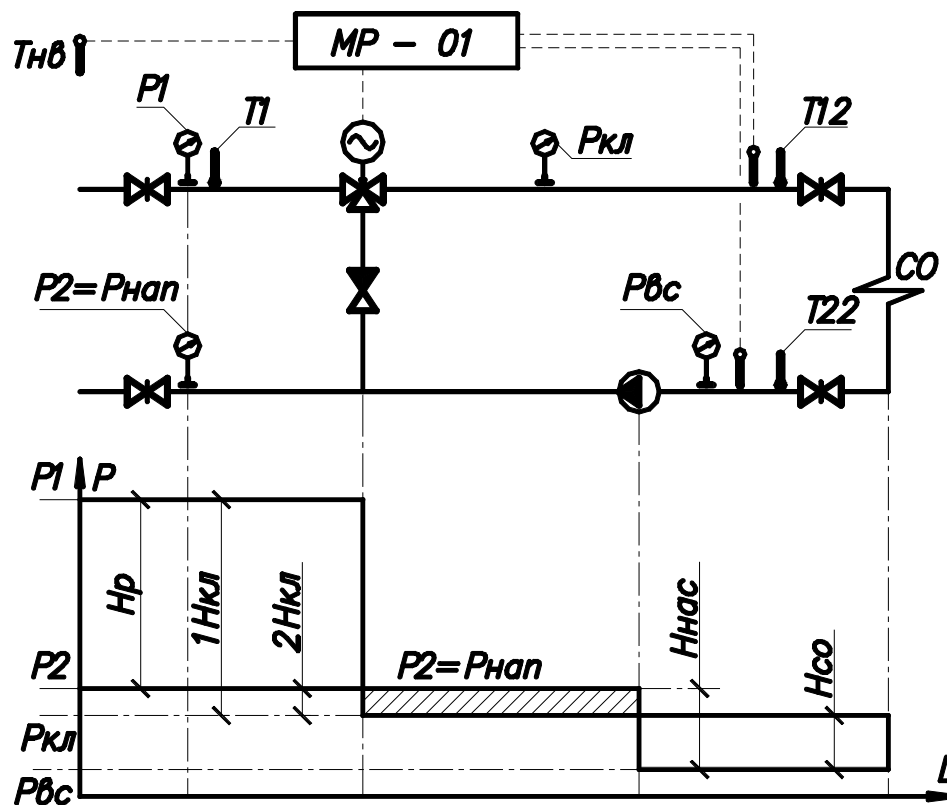 МР - 01
Тнв
Р1
Т1
Ркл
Т12
Р2=Рнап
Рвс
СО
Т22
Р1
Р
Нр
1Нкл
2Нкл
Ннас
Нсо
Р2
Р2=Рнап
Ркл
Рвс
L